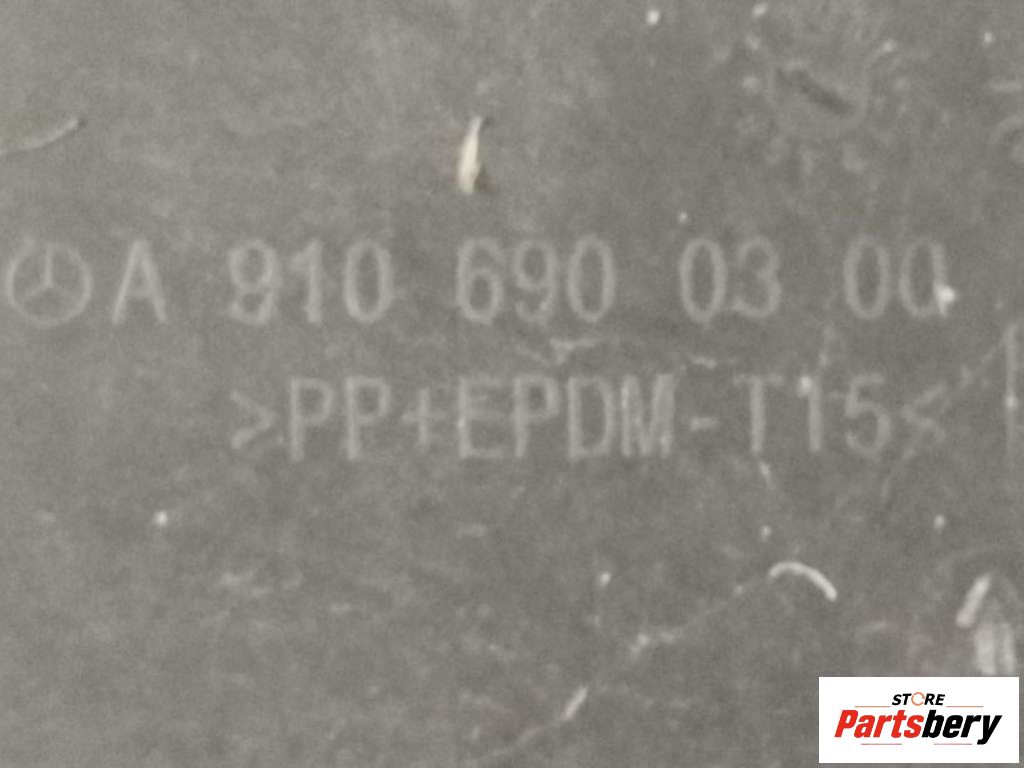 A 910 690 03 00
>PP+EPDM-T15<
STORE
Partsbery